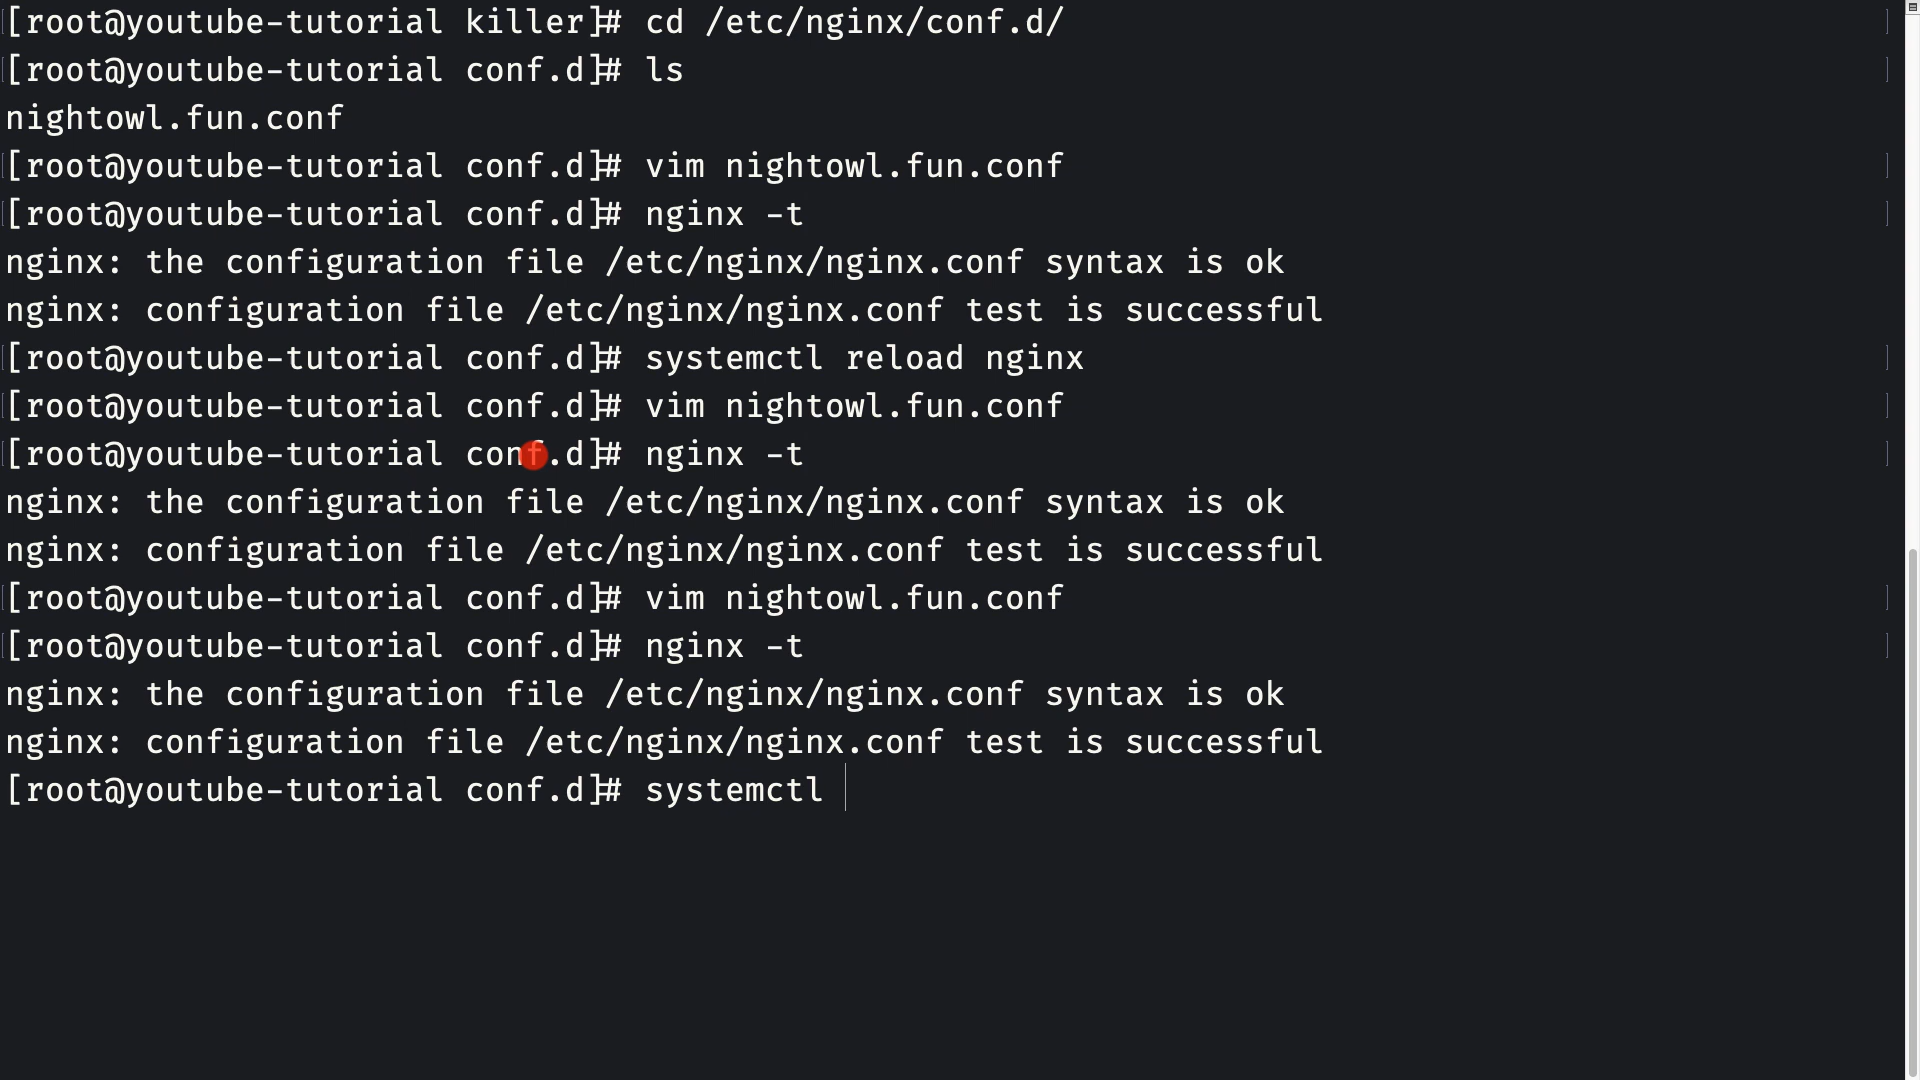 [root@youtube-tutorial killer]# cd /etc/nginx/conf.d/
[root@youtube-tutorial conf.d]# ls
nightowl.fun.conf
[root@youtube-tutorial conf.d]# vim nightowl.fun.conf
[root@youtube-tutorial conf.d]# nginx -t
nginx: the configuration file /etc/nginx/nginx.conf syntax is ok
nginx: configuration file /etc/nginx/nginx.conf test is successful
[root@youtube-tutorial conf.d]# systemctl reload nginx
[root@youtube-tutorial conf.d]# vim nightowl.fun.conf
[root@youtube-tutorial conf.d]# nginx -t
nginx: the configuration file /etc/nginx/nginx.conf syntax is ok
nginx: configuration file /etc/nginx/nginx.conf test is successful
[root@youtube-tutorial conf.d]# vim nightowl.fun.conf
[root@youtube-tutorial conf.d]# nginx -t
nginx: the configuration file /etc/nginx/nginx.conf syntax is ok
nginx: configuration file /etc/nginx/nginx.conf test is successful
[root@youtube-tutorial conf.d]# systemctl